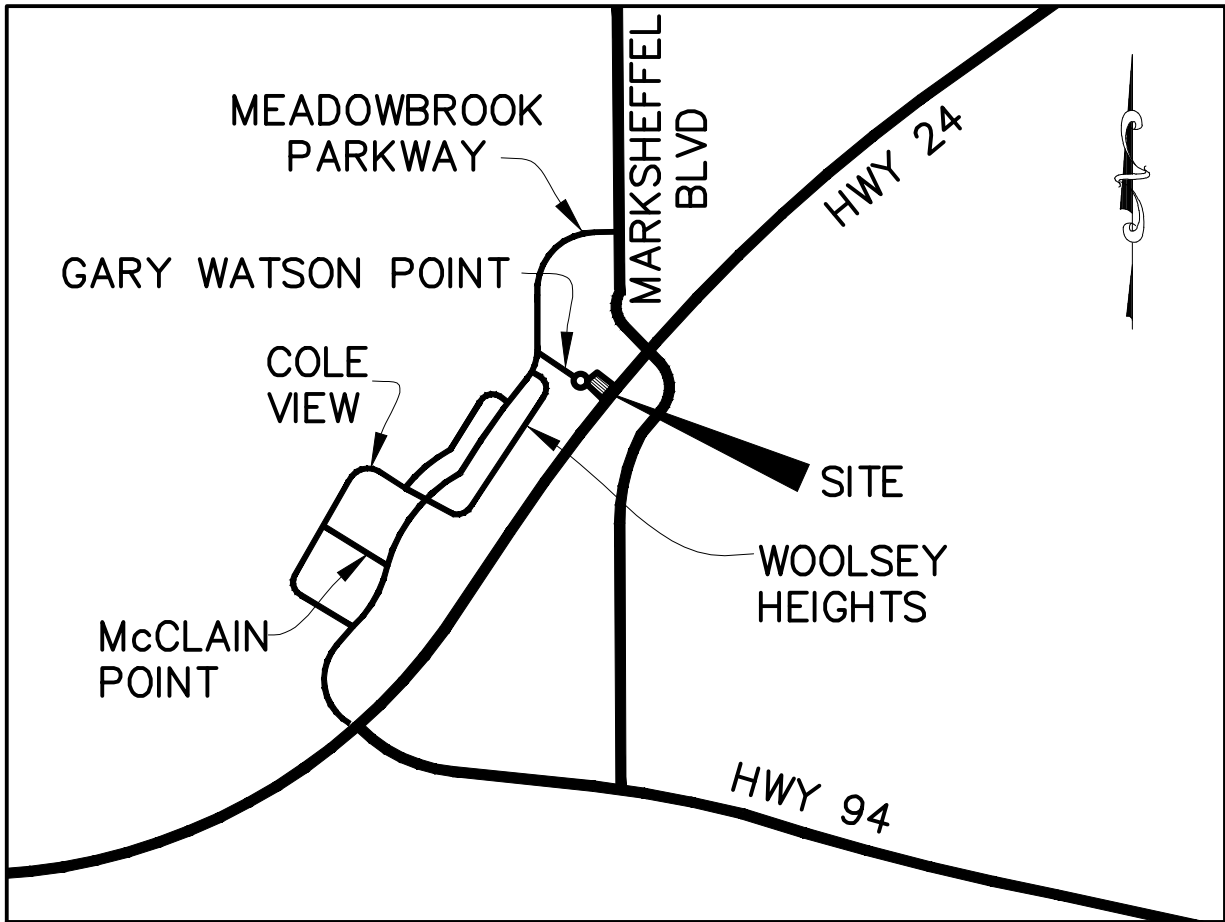 MEADOWBROOK
PARKWAY
MARKSHEFFEL
BLVD
HWY 24
GARY WATSON POINT
COLE
VIEW
SITE
WOOLSEY
HEIGHTS
McCLAIN
POINT
HWY 94